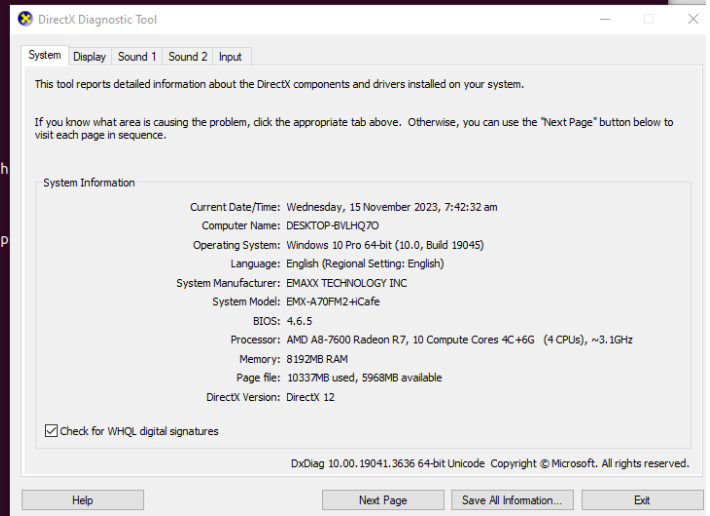 DirectX Diagnostic Tool
System Display Sound 1 Sound 2 Input
This tool reports detailed information about the DirectX components and drivers installed on your system.
If you know what area is causing the problem, click the appropriate tab above. Otherwise, you can use the "Next Page" button below to
visit each page in sequence.
h
System Information
Current Date/Time: Wednesday, 15 November 2023, 7:42:32 am
Computer Name: DESKTOP-BVLHQ7O
p
Operating System: Windows 10 Pro 64-bit (10.0, Build 19045)
Language: English (Regional Setting: English)
System Manufacturer: EMAXX TECHNOLOGY INC
System Model: EMX-A70FM2+iCafe
BIOS: 4.6.5
Processor: AMD A8-7600 Radeon R7, 10 Compute Cores 4C+6G (4 CPUs), ~3.1GHz
Memory: 8192MB RAM
Page file: 10337MB used, 5968MB available
DirectX Version: DirectX 12
Check for WHQL digital signatures
DxDiag 10.00.19041.3636 64-bit Unicode Copyright © Microsoft. All rights reserved.
Help Next Page Save All Information... Exit